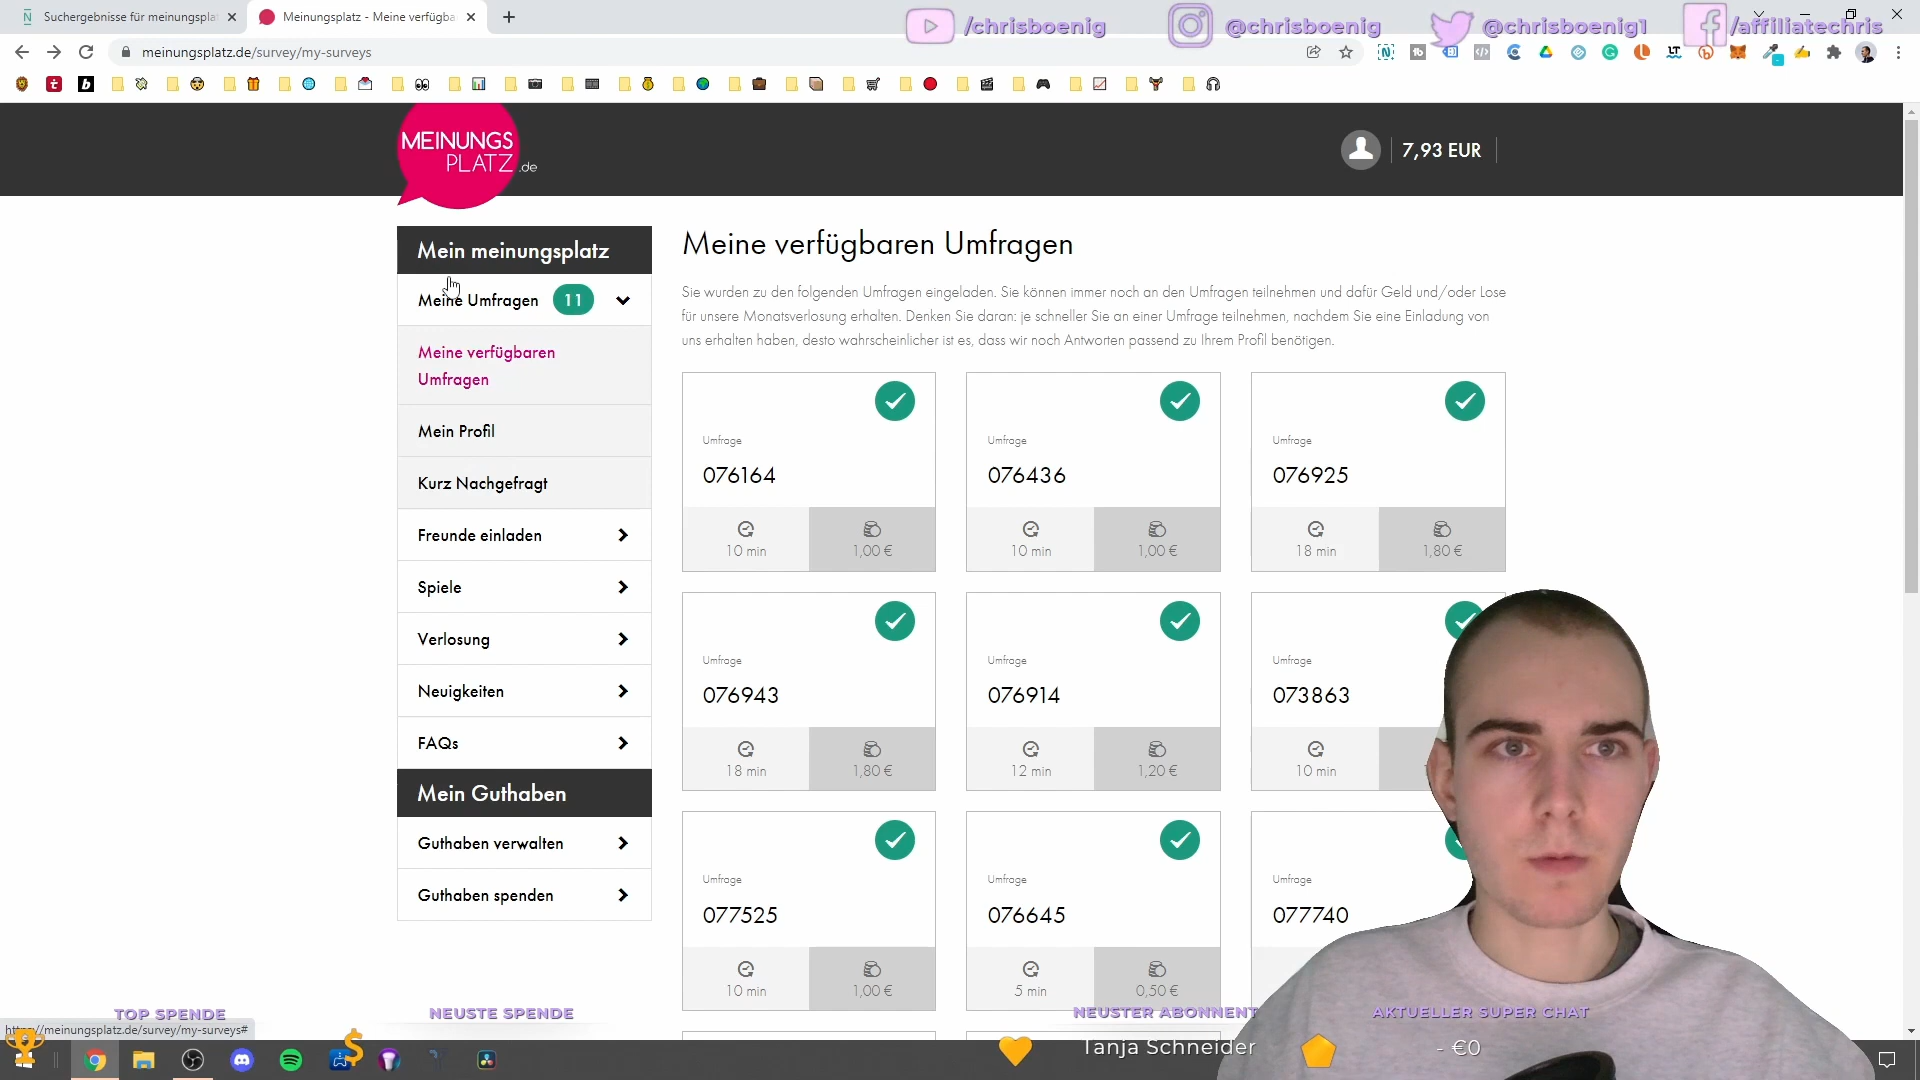 Suchergebnisse für meinungspla
Meinungsplatz - Meine verfügba
/chrisboenig
@chrisboenig
@chrisboenig1
/affiliatechris
meinungsplatz.de/survey/my-surveys
MEINUNGS
PLATZ.de
7,93 EUR
Mein meinungsplatz
Meine Umfragen 11
Meine verfügbaren
Umfragen
Mein Profil
Kurz Nachgefragt
Freunde einladen
Spiele
Verlosung
Neuigkeiten
FAQs
Mein Guthaben
Guthaben verwalten
Guthaben spenden
Meine verfügbaren Umfragen
Sie wurden zu den folgenden Umfragen eingeladen. Sie können immer noch an den Umfragen teilnehmen und dafür Geld und/oder Lose
für unsere Monatsverlosung erhalten. Denken Sie daran: je schneller Sie an einer Umfrage teilnehmen, nachdem Sie eine Einladung von
uns erhalten haben, desto wahrscheinlicher ist es, dass wir noch Antworten passend zu Ihrem Profil benötigen.
Umfrage
076164
10 min
1,00 €
Umfrage
076436
10 min
1,00 €
Umfrage
076925
18 min
1,80 €
Umfrage
076943
18 min
1,80 €
Umfrage
076914
12 min
1,20 €
Umfrage
073863
10 min
Umfrage
077525
10 min
1,00 €
Umfrage
076645
5 min
0,50 €
Umfrage
077740
TOP SPENDE
NEUSTE SPENDE
NEUSTER ABONNENT
AKTUELLER SUPER CHAT
https://meinungsplatz.de/survey/my-surveys#
Tanja Schneider
- €0